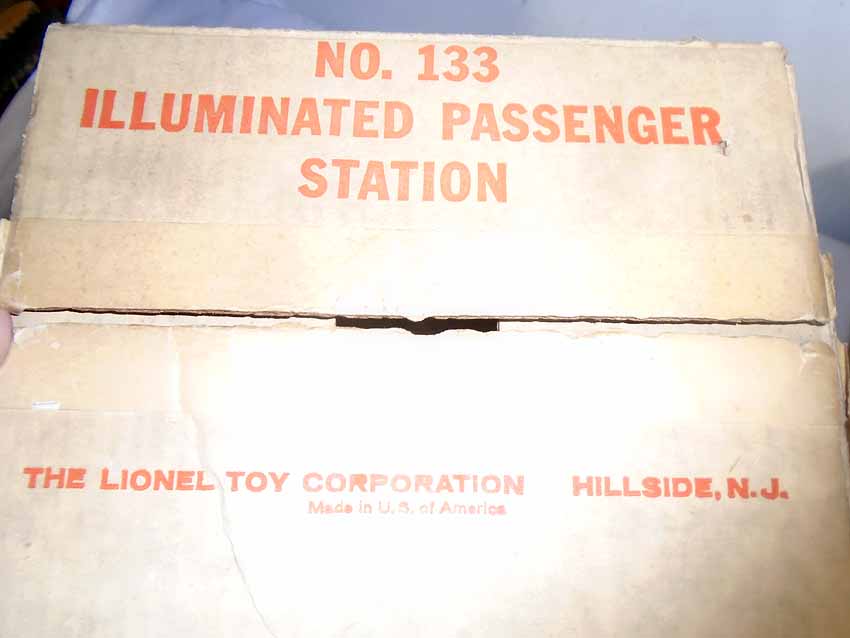 NO. 133
ILLUMINATED PASSENGER
STATION
THE LIONEL TOY CORPORATION HILLSIDE, N.J.
Made in U.S. of America